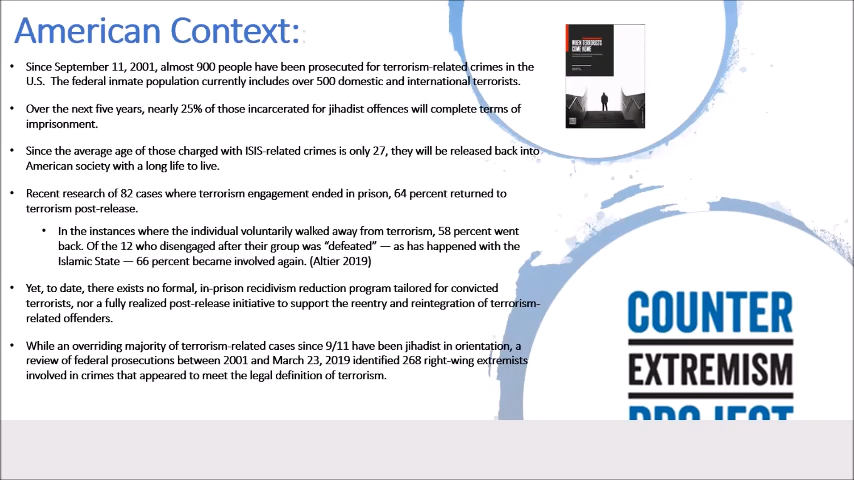 American Context:
• Since September 11, 2001, almost 900 people have been prosecuted for terrorism-related crimes in the
U.S. The federal inmate population currently includes over 500 domestic and international terrorists.
• Over the next five years, nearly 25% of those incarcerated for jihadist offences will complete terms of
imprisonment.
• Since the average age of those charged with ISIS-related crimes is only 27, they will be released back into
American society with a long life to live.
• Recent research of 82 cases where terrorism engagement ended in prison, 64 percent returned to
terrorism post-release.
• In the instances where the individual voluntarily walked away from terrorism, 58 percent went
back. Of the 12 who disengaged after their group was “defeated” — as has happened with the
Islamic State — 66 percent became involved again. (Altier 2019)
• Yet, to date, there exists no formal, in-prison recidivism reduction program tailored for convicted
terrorists, nor a fully realized post-release initiative to support the reentry and reintegration of terrorism-
related offenders.
• While an overriding majority of terrorism-related cases since 9/11 have been jihadist in orientation, a
review of federal prosecutions between 2001 and March 23, 2019 identified 268 right-wing extremists
involved in crimes that appeared to meet the legal definition of terrorism.
WHEN TERRORISTS
COME HOME
COUNTER
EXTREMISM
PROJECT